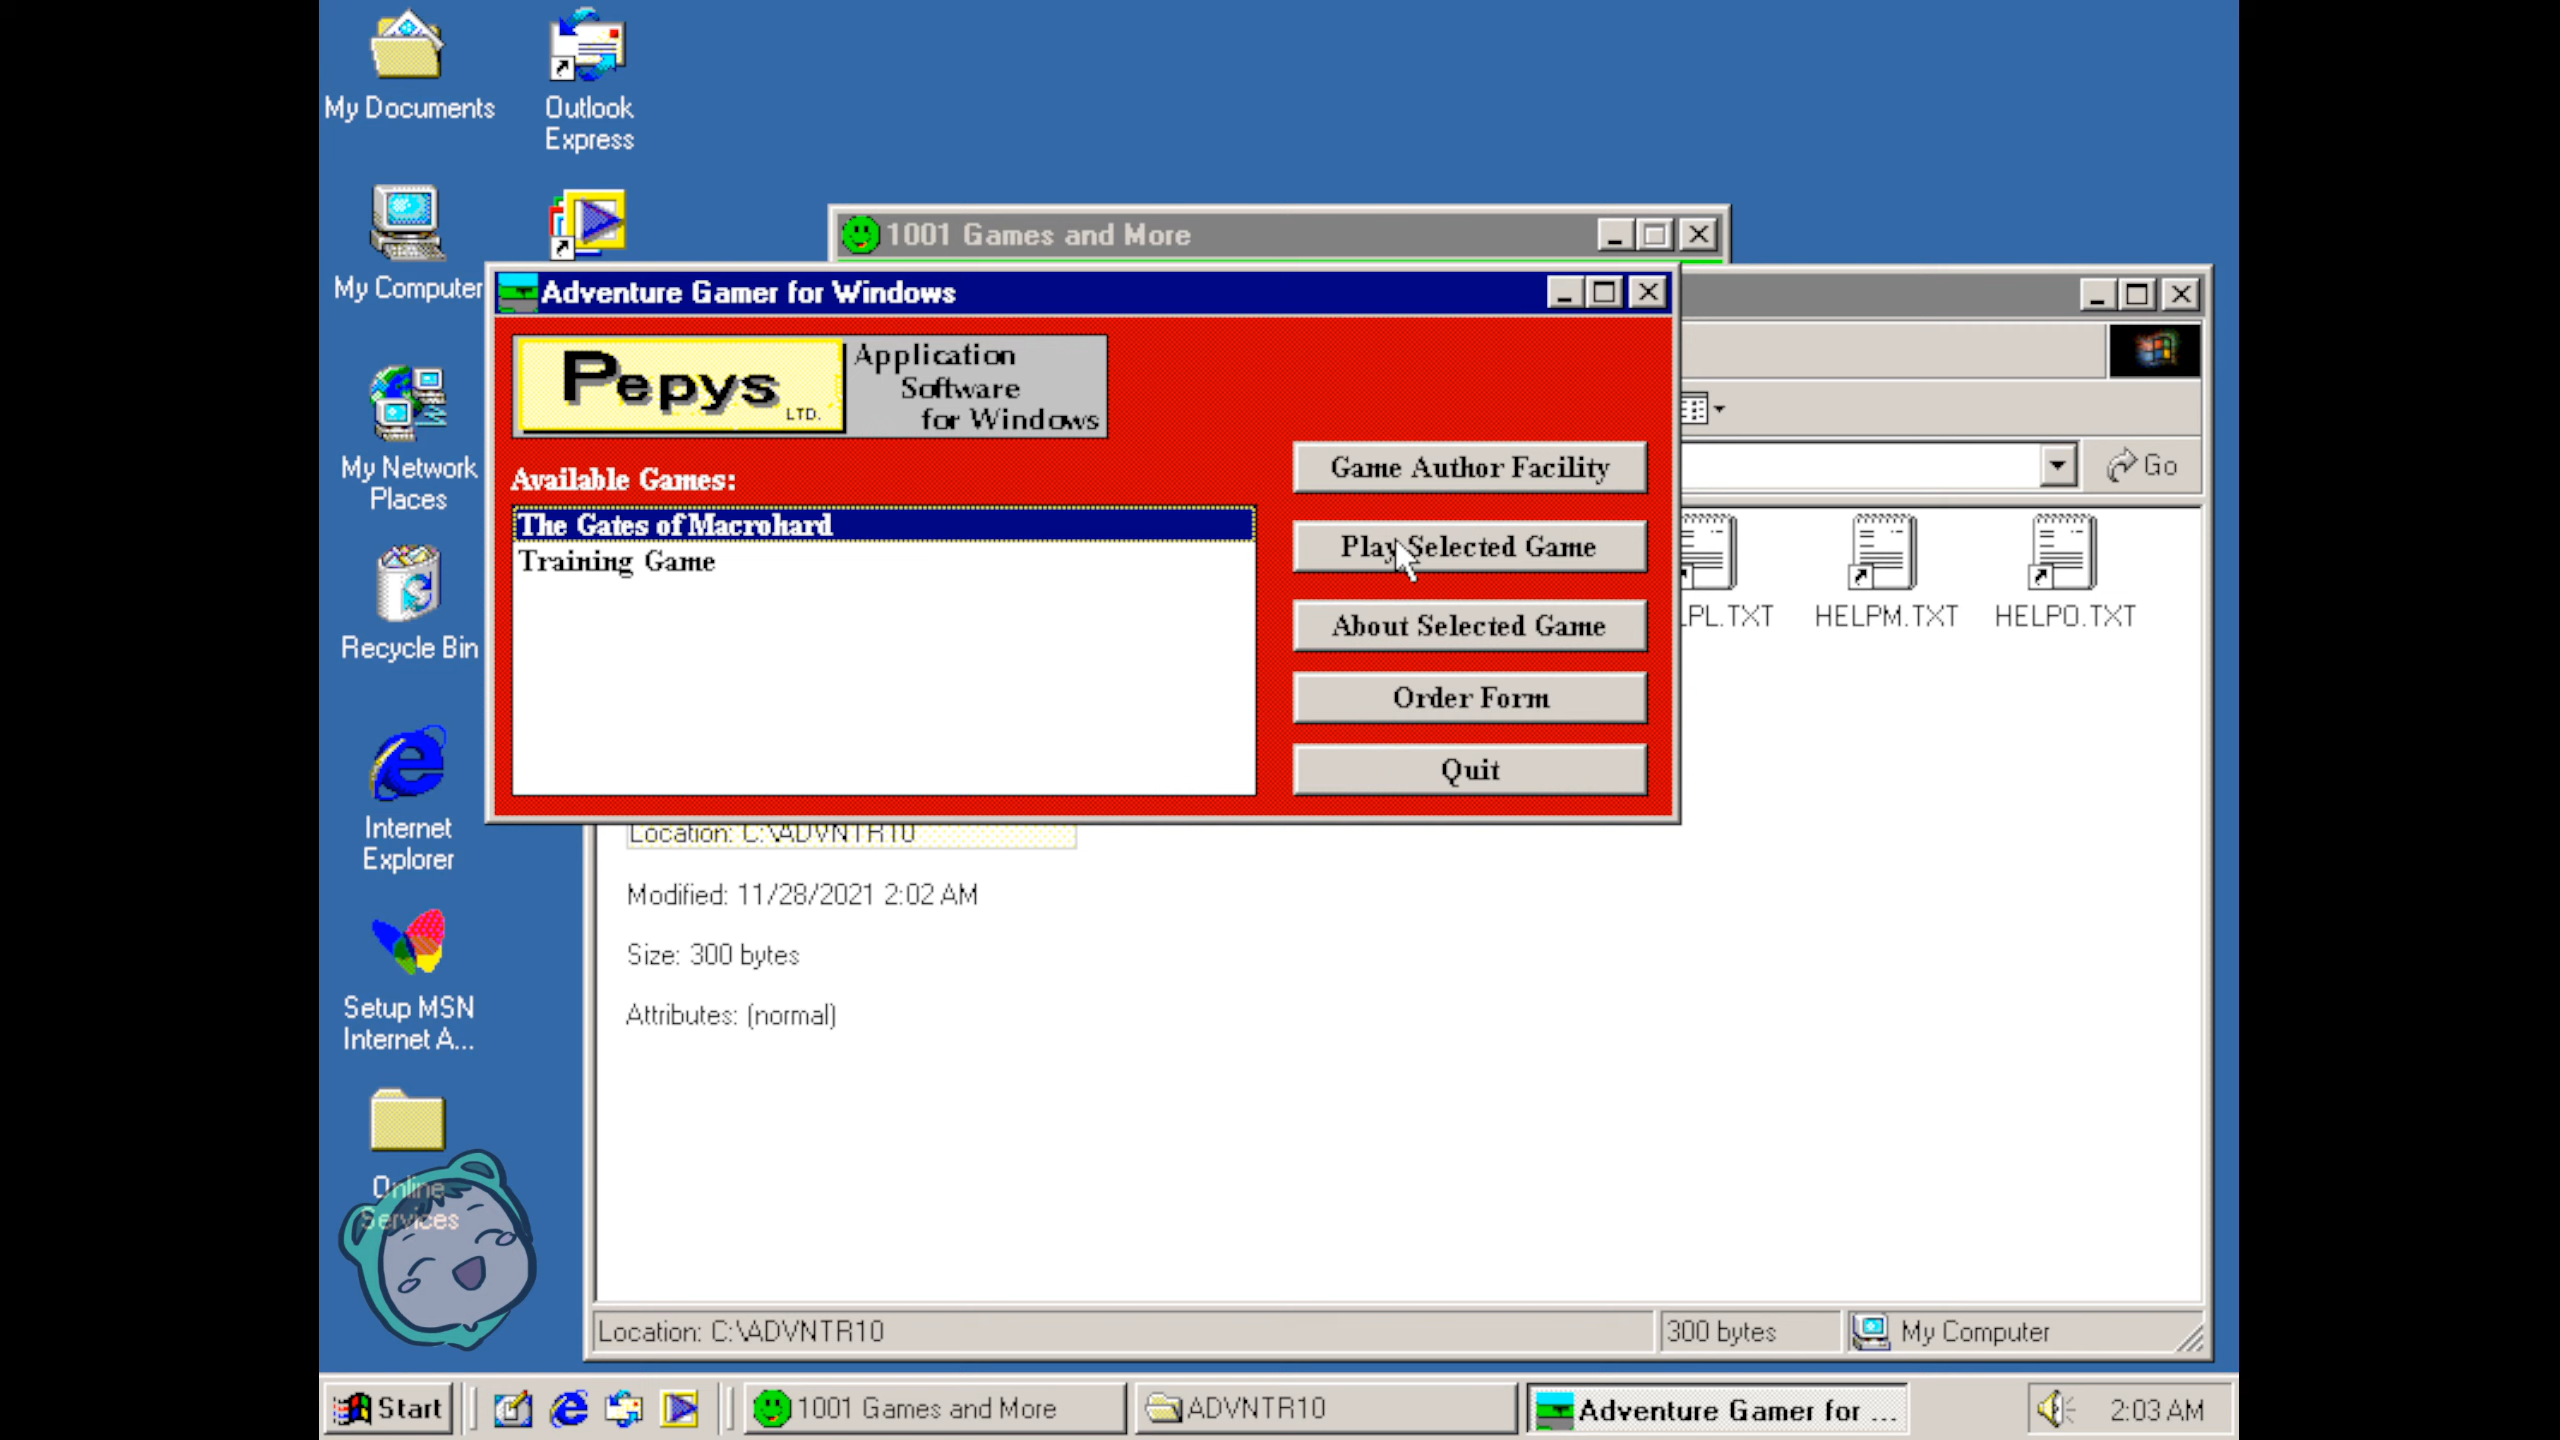 My Documents
Outlook
Express
My Computer
My Network
Places
Recycle Bin
Internet
Explorer
Setup MSN
Internet A...
Online
Services
1001 Games and More
Adventure Gamer for Windows
Pepys
LTD.
Application
Software
for Windows
Available Games:
The Gates of Macrohard
Training Game
Game Author Facility
Play Selected Game
About Selected Game
Order Form
Quit
Go
PL.TXT
HELPM.TXT
HELPO.TXT
Location: C:\ADVNTR10
Modified: 11/28/2021 2:02 AM
Size: 300 bytes
Attributes: (normal)
Location: C:\ADVNTR10
300 bytes
My Computer
Start
1001 Games and More
ADVNTR10
Adventure Gamer for ...
2:03 AM